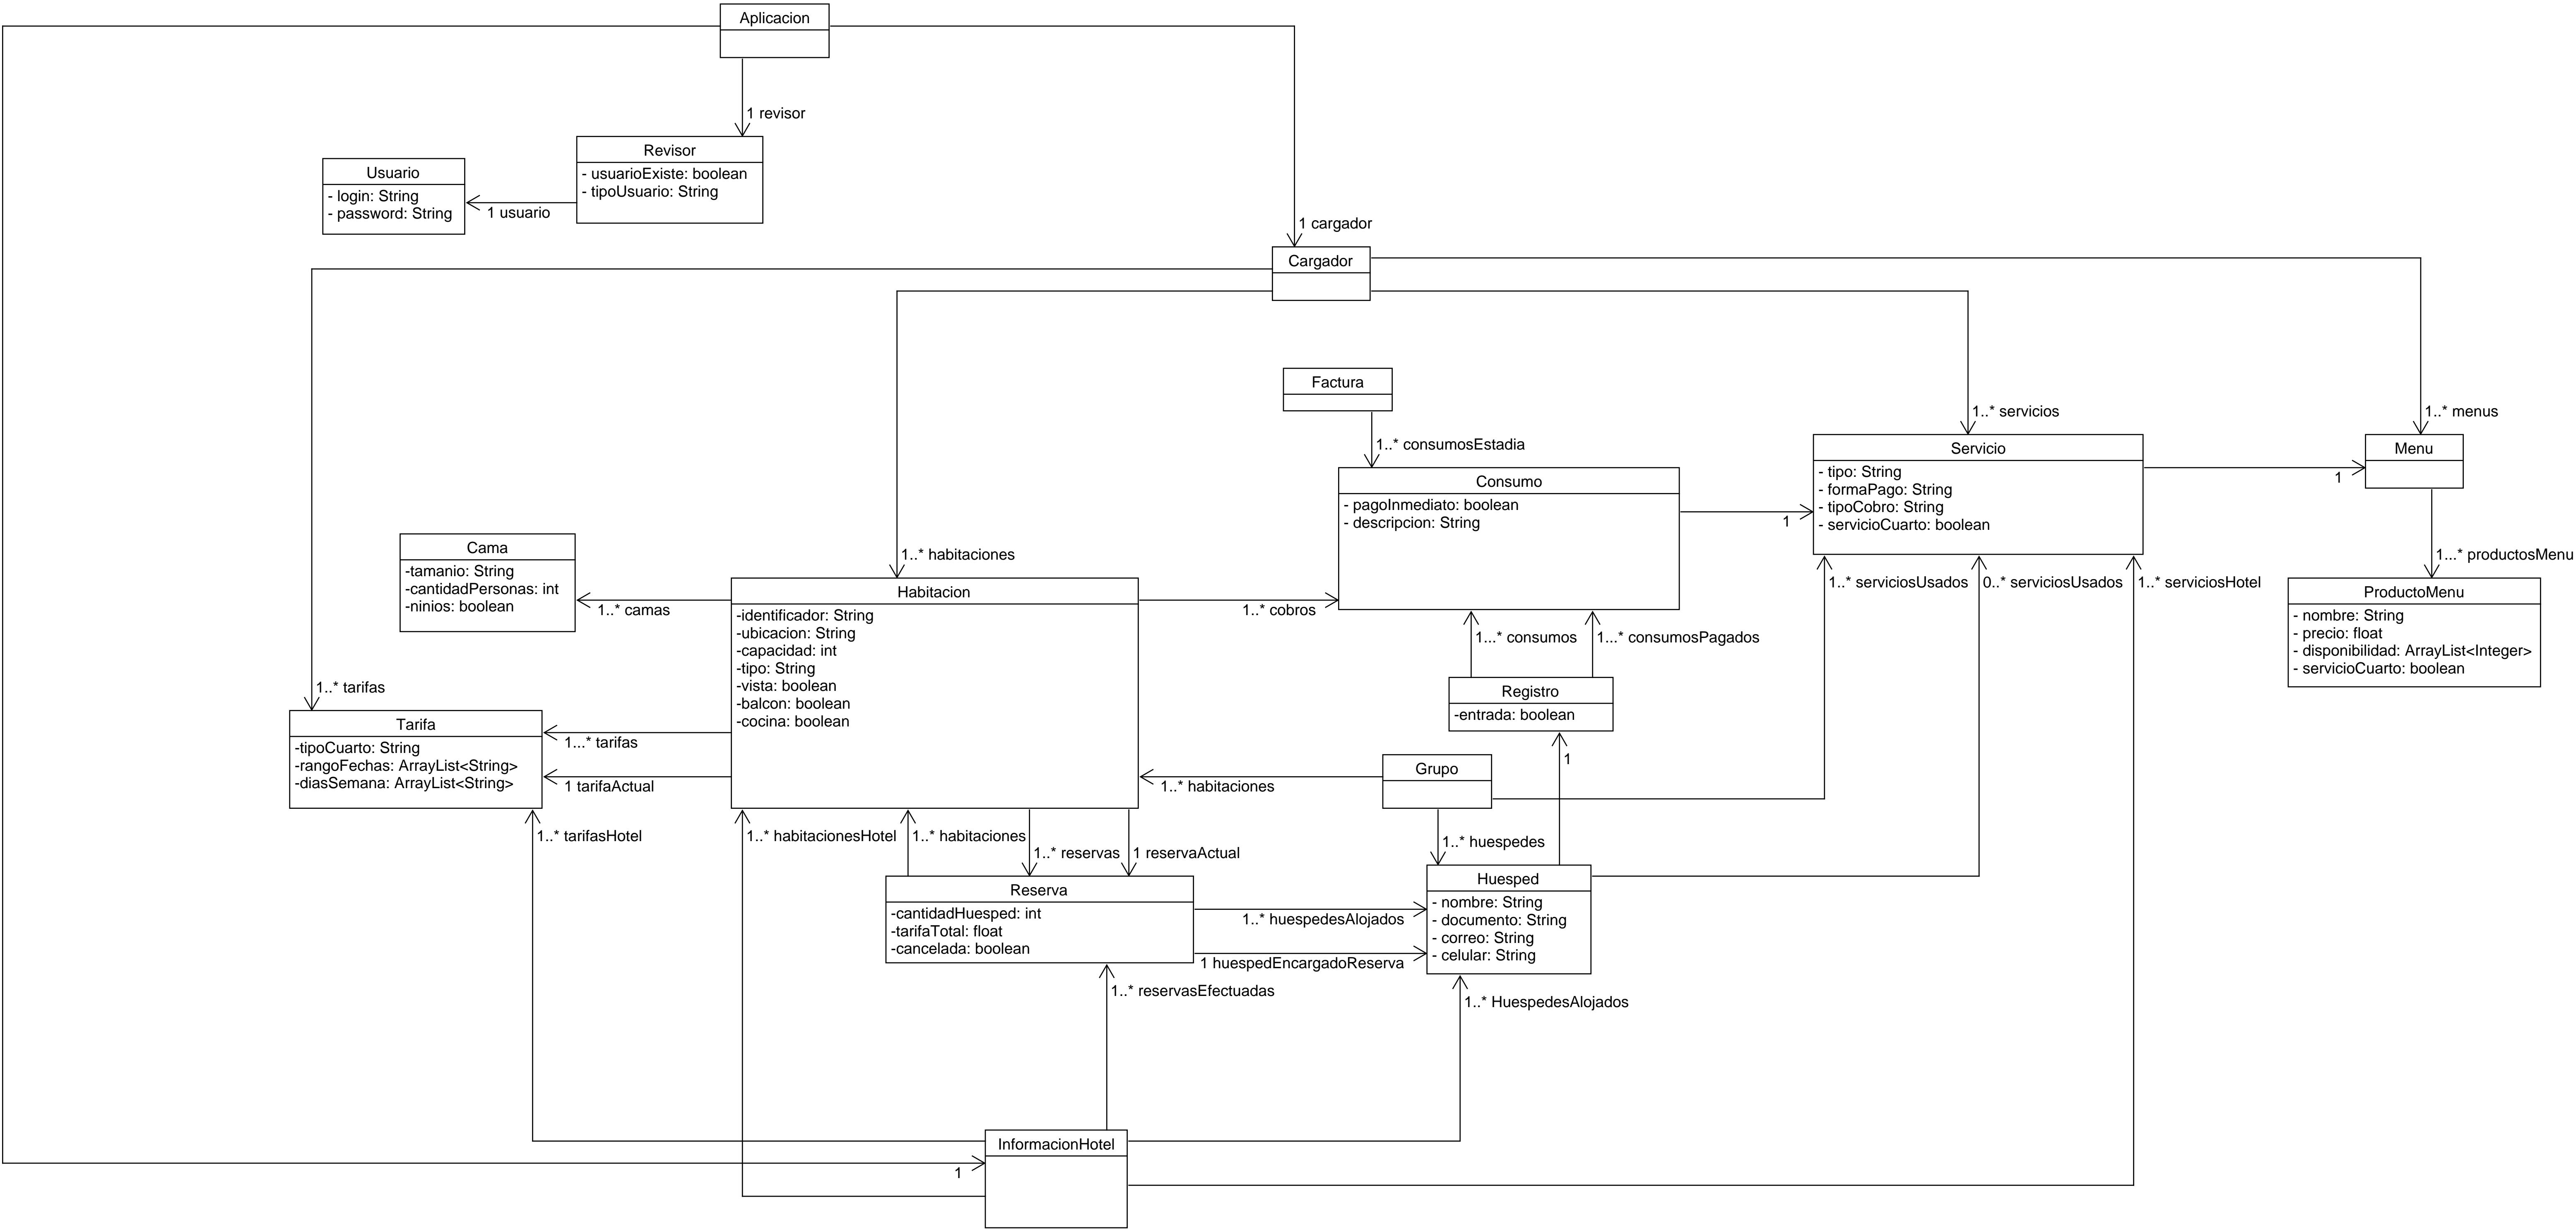 Aplicacion
1 revisor
Revisor
- usuarioExiste: boolean
- tipoUsuario: String
Usuario
- login: String
- password: String
1 usuario
1 cargador
Cargador
Factura
1..* consumosEstadia
1..* servicios
1..* menus
Consumo
- pagoInmediato: boolean
- descripcion: String
1
Servicio
- tipo: String
- formaPago: String
- tipoCobro: String
- servicioCuarto: boolean
1
Menu
1...* productosMenu
ProductoMenu
- nombre: String
- precio: float
- disponibilidad: ArrayList<Integer>
- servicioCuarto: boolean
Cama
-tamanio: String
-cantidadPersonas: int
-ninios: boolean
1..* camas
1..* habitaciones
Habitacion
-identificador: String
-ubicacion: String
-capacidad: int
-tipo: String
-vista: boolean
-balcon: boolean
-cocina: boolean
1..* cobros
1..* serviciosUsados
0..* serviciosUsados
1..* serviciosHotel
1...* consumos
1...* consumosPagados
Registro
-entrada: boolean
1
1..* tarifas
Tarifa
-tipoCuarto: String
-rangoFechas: ArrayList<String>
-diasSemana: ArrayList<String>
1...* tarifas
1 tarifaActual
Grupo
1..* habitaciones
1..* tarifasHotel
1..* habitacionesHotel
1..* habitaciones
1..* reservas
1 reservaActual
1..* huespedes
Reserva
-cantidadHuesped: int
-tarifaTotal: float
-cancelada: boolean
1..* huespedesAlojados
1 huespedEncargadoReserva
Huesped
- nombre: String
- documento: String
- correo: String
- celular: String
1..* reservasEfectuadas
1..* HuespedesAlojados
InformacionHotel
1